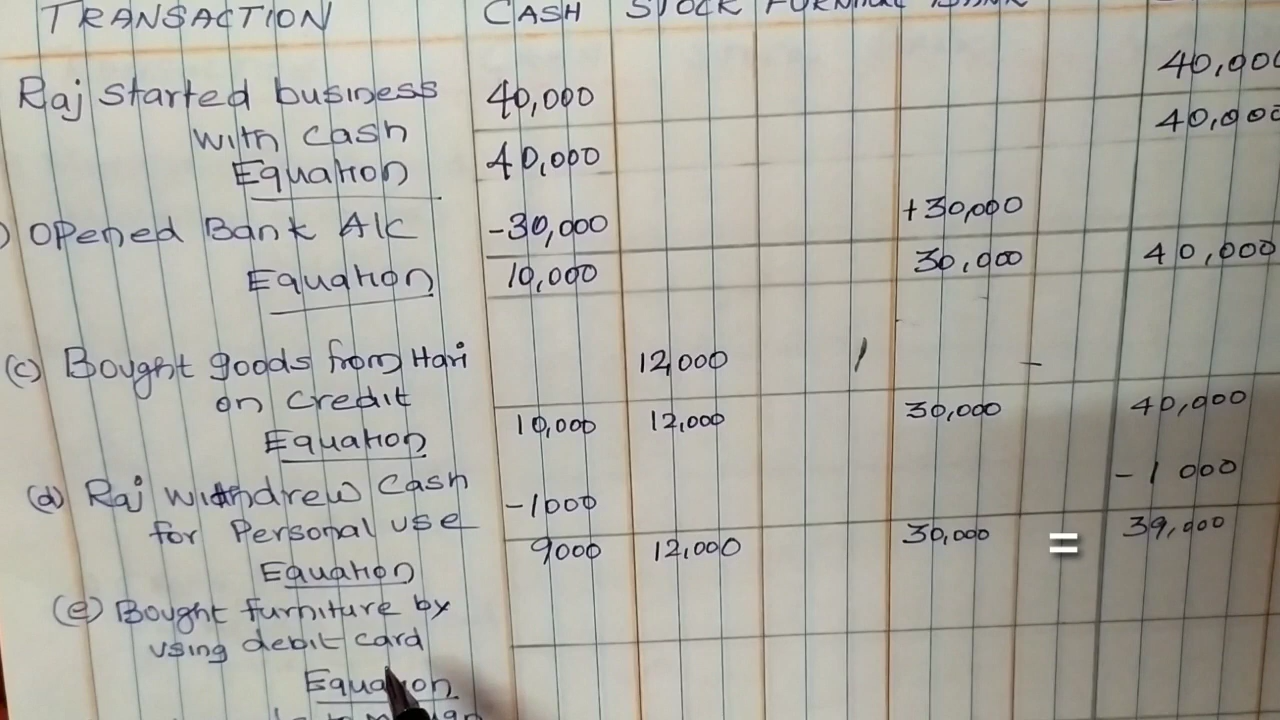 TRANSACTION CASH STOCK
40,000
Raj started business 40,000
with cash 40,000
Equation 40,000
Opened Bank A/c -30,000 +30,000
Equation 10,000 30,000 40,000
(c) Bought goods from Hari 12,000
on credit
Equation 10,000 12,000 30,000 40,000
(d) Raj withdrew cash -1000 -1 000
for Personal use
Equation 9000 12,000 30,000 = 39,000
(e) Bought furniture by
using debit card
Equation